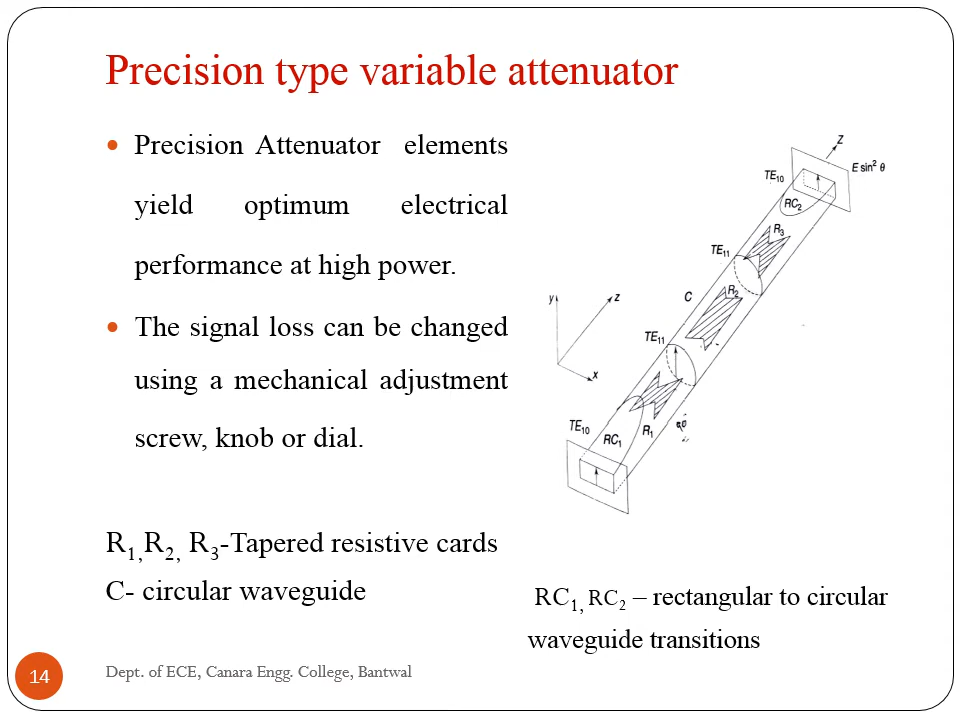 Precision type variable attenuator
• Precision Attenuator elements
yield optimum electrical
performance at high power.
• The signal loss can be changed
using a mechanical adjustment
screw, knob or dial.
Z
TE₁₀
E sin² θ
RC₂
R₃
TE₁₁
C
R₂
y
z
x
TE₁₁
TE₁₀
RC₁
R₁
R₁,R₂, R₃-Tapered resistive cards
C- circular waveguide
RC₁, RC₂ – rectangular to circular
waveguide transitions
14
Dept. of ECE, Canara Engg. College, Bantwal